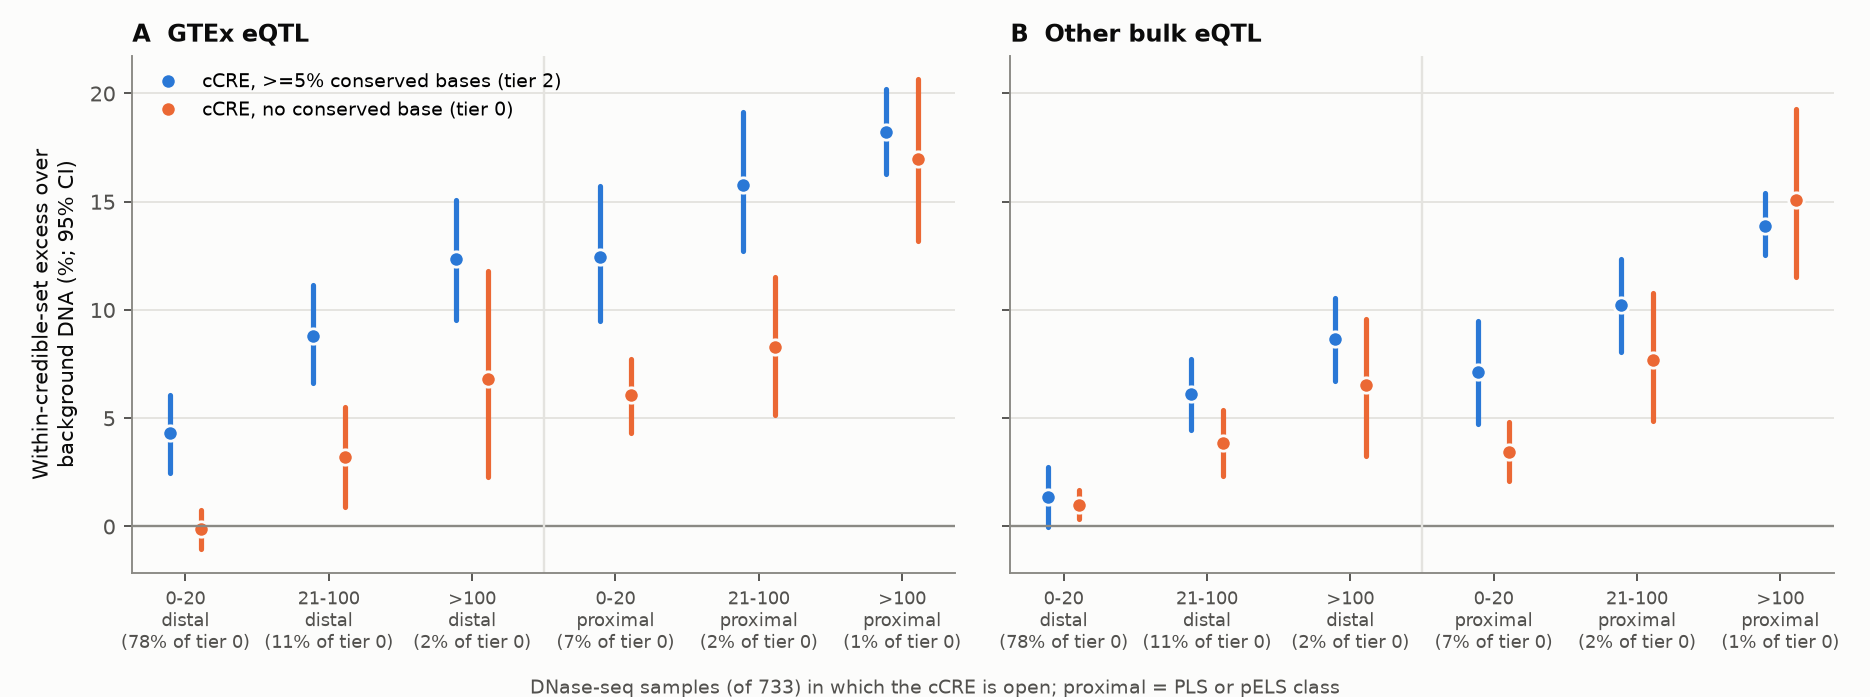 A GTEx eQTL
cCRE, >=5% conserved bases (tier 2)
cCRE, no conserved base (tier 0)
Within-credible-set excess over
background DNA (%; 95% CI)
20
15
10
5
0
0-20
distal
(78% of tier 0)
21-100
distal
(11% of tier 0)
>100
distal
(2% of tier 0)
0-20
proximal
(7% of tier 0)
21-100
proximal
(2% of tier 0)
>100
proximal
(1% of tier 0)
B Other bulk eQTL
0-20
distal
(78% of tier 0)
21-100
distal
(11% of tier 0)
>100
distal
(2% of tier 0)
0-20
proximal
(7% of tier 0)
21-100
proximal
(2% of tier 0)
>100
proximal
(1% of tier 0)
DNase-seq samples (of 733) in which the cCRE is open; proximal = PLS or pELS class